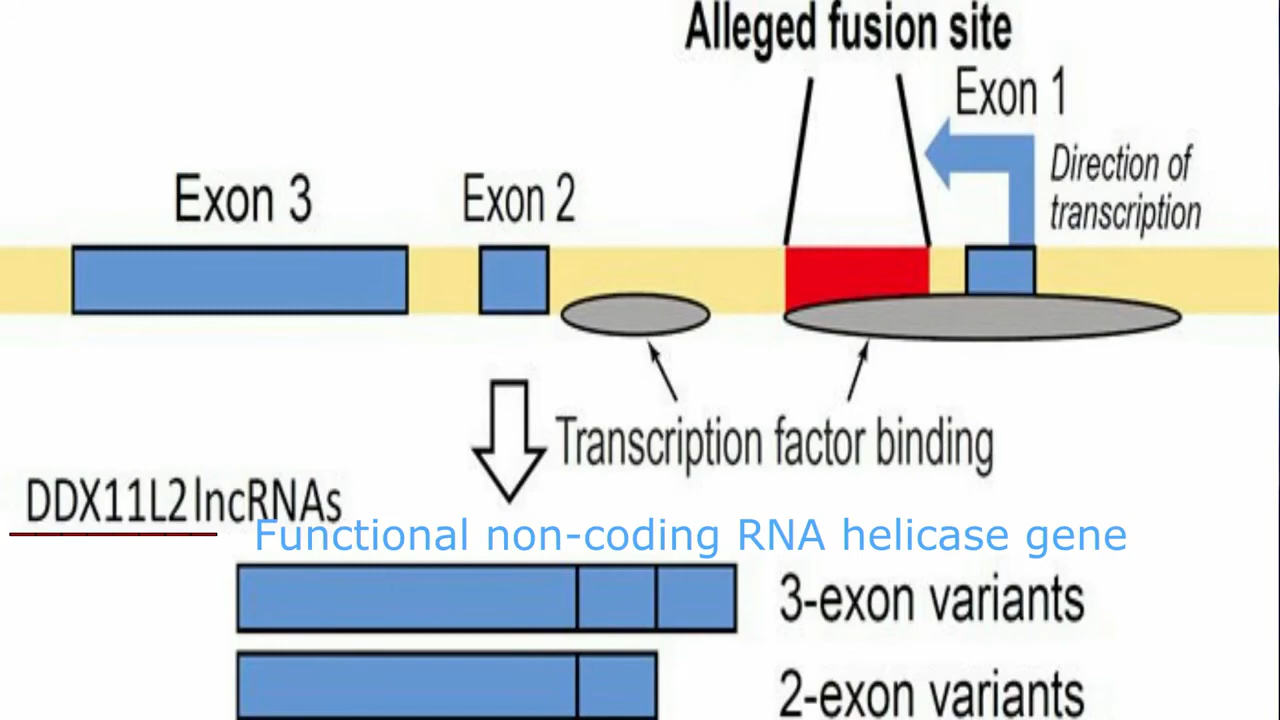 Alleged fusion site
Exon 1
Direction of
transcription
Exon 3
Exon 2
Transcription factor binding
DDX11L2 lncRNAs
Functional non-coding RNA helicase gene
3-exon variants
2-exon variants